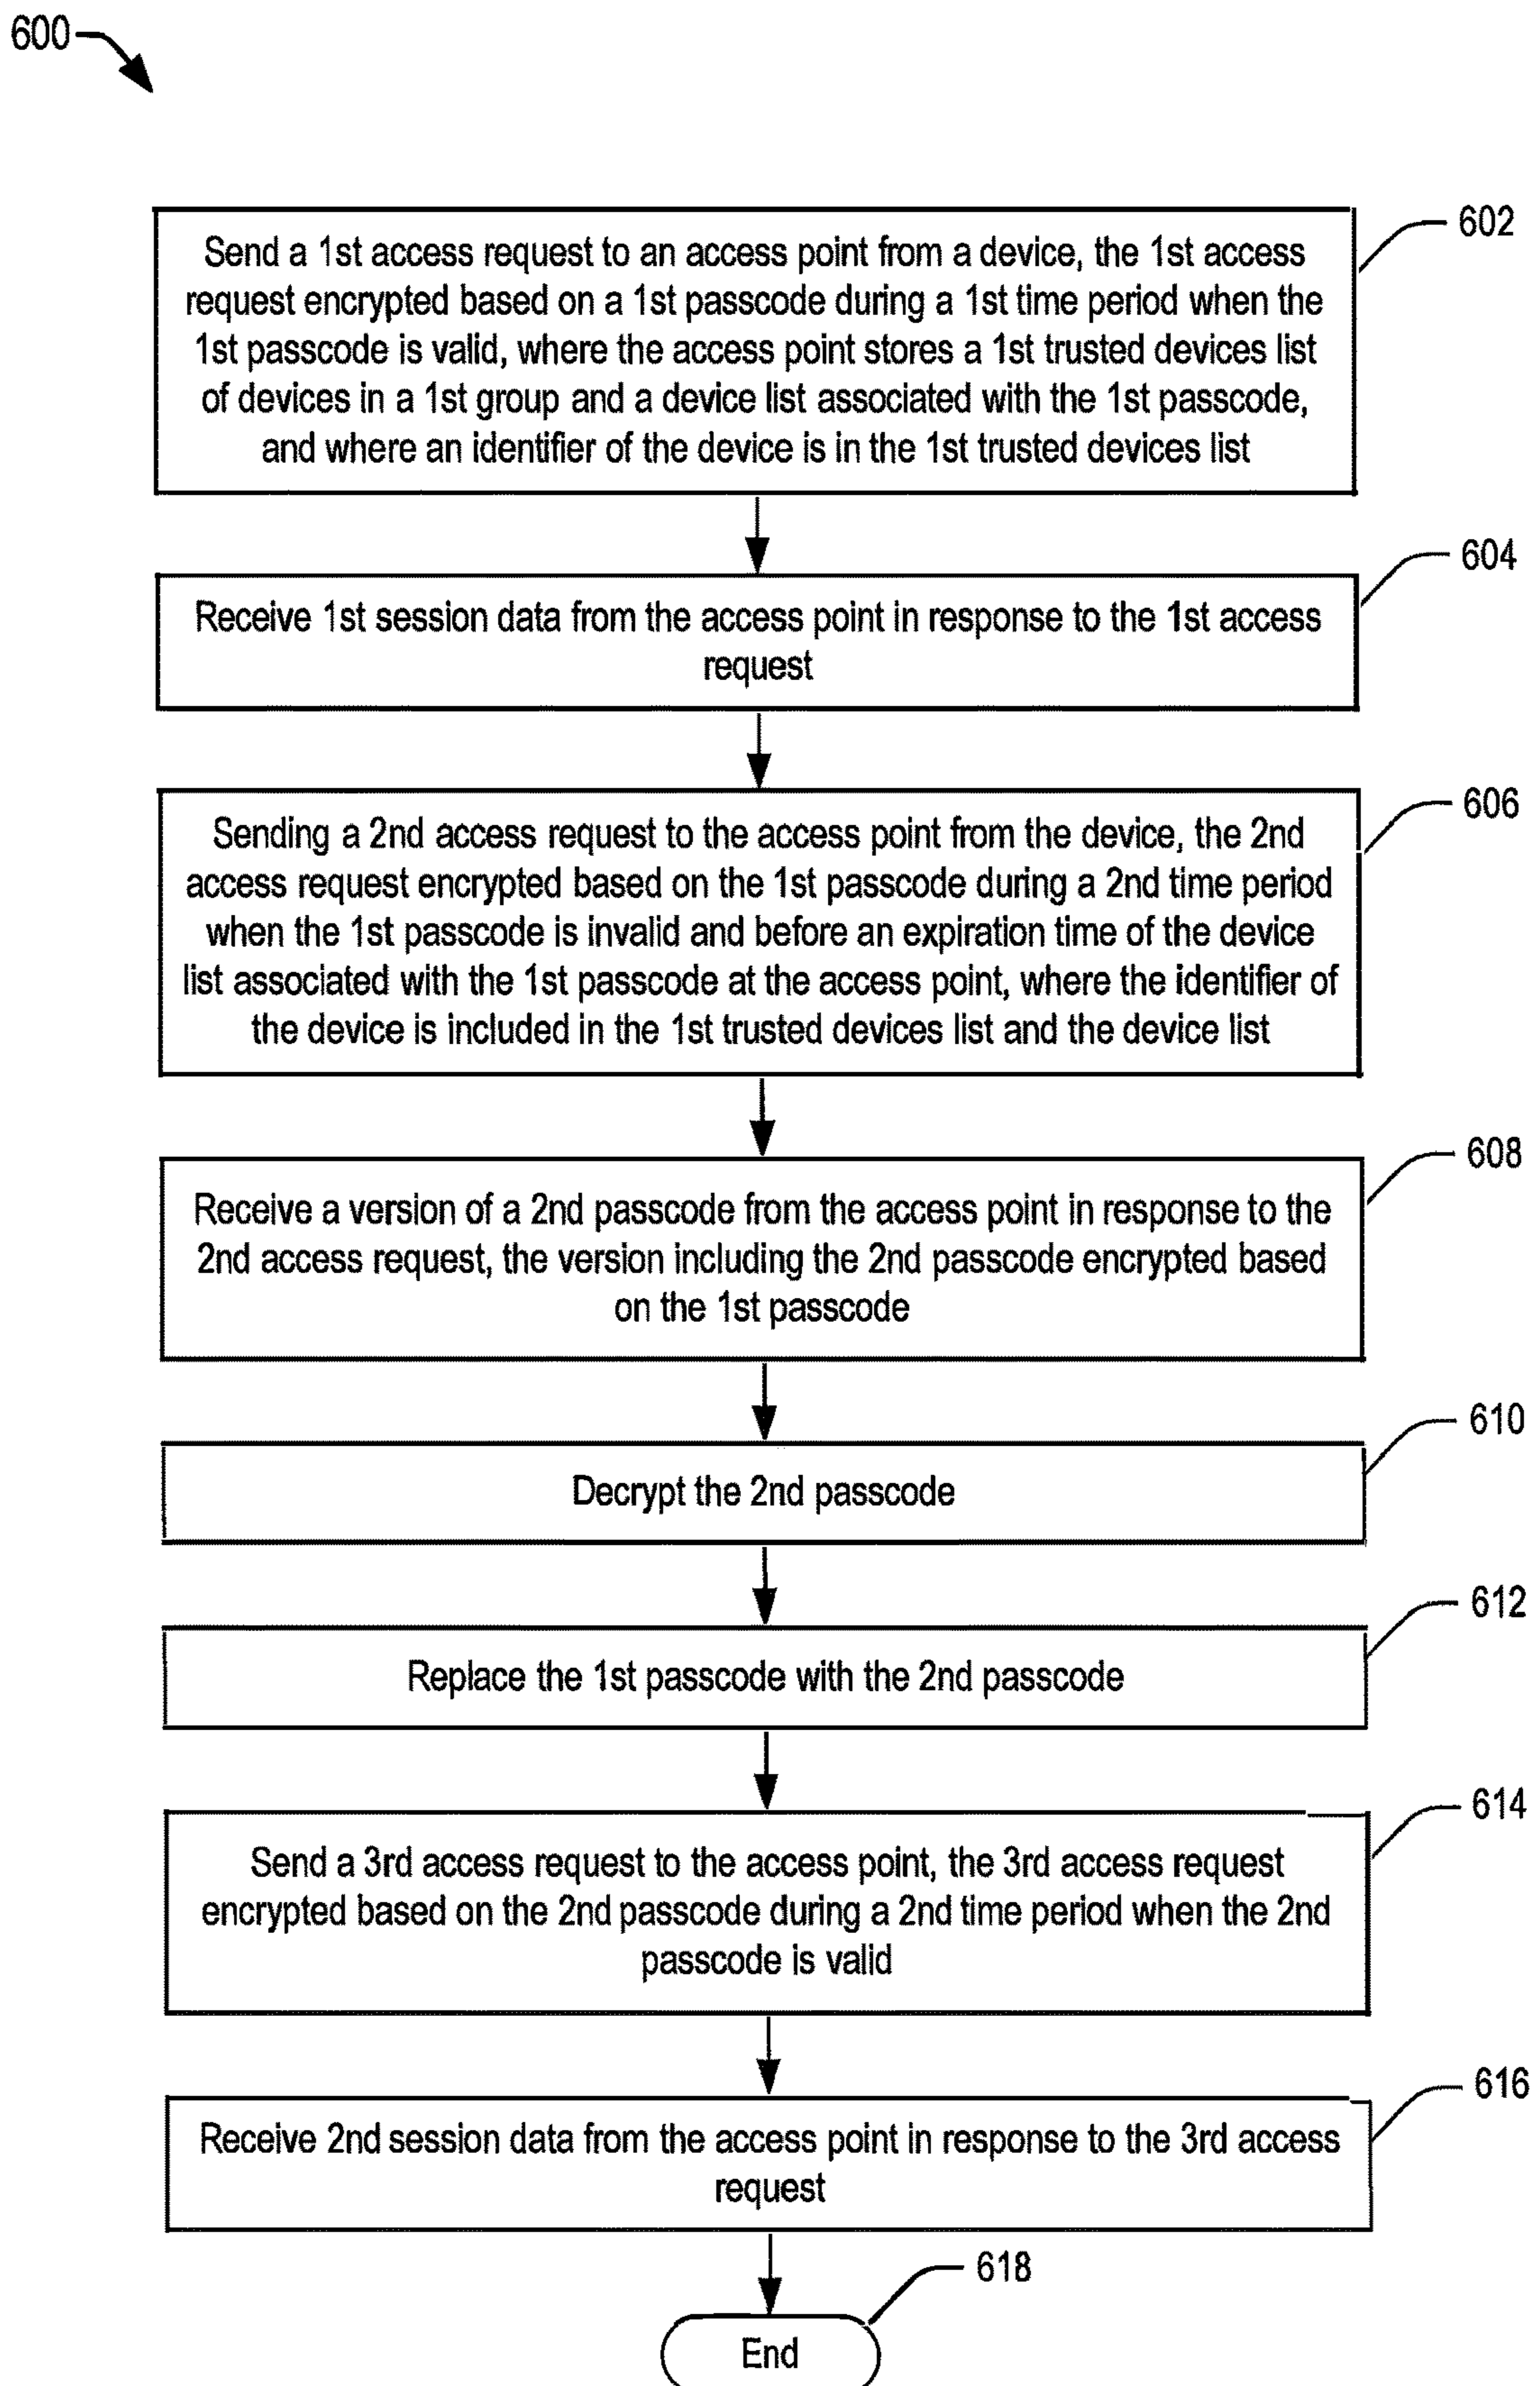 600
602
Send a 1st access request to an access point from a device, the 1st access
request encrypted based on a 1st passcode during a 1st time period when the
1st passcode is valid, where the access point stores a 1st trusted devices list
of devices in a 1st group and a device list associated with the 1st passcode,
and where an identifier of the device is in the 1st trusted devices list
604
Receive 1st session data from the access point in response to the 1st access
request
606
Sending a 2nd access request to the access point from the device, the 2nd
access request encrypted based on the 1st passcode during a 2nd time period
when the 1st passcode is invalid and before an expiration time of the device
list associated with the 1st passcode at the access point, where the identifier of
the device is included in the 1st trusted devices list and the device list
608
Receive a version of a 2nd passcode from the access point in response to the
2nd access request, the version including the 2nd passcode encrypted based
on the 1st passcode
610
Decrypt the 2nd passcode
612
Replace the 1st passcode with the 2nd passcode
614
Send a 3rd access request to the access point, the 3rd access request
encrypted based on the 2nd passcode during a 2nd time period when the 2nd
passcode is valid
616
Receive 2nd session data from the access point in response to the 3rd access
request
618
End